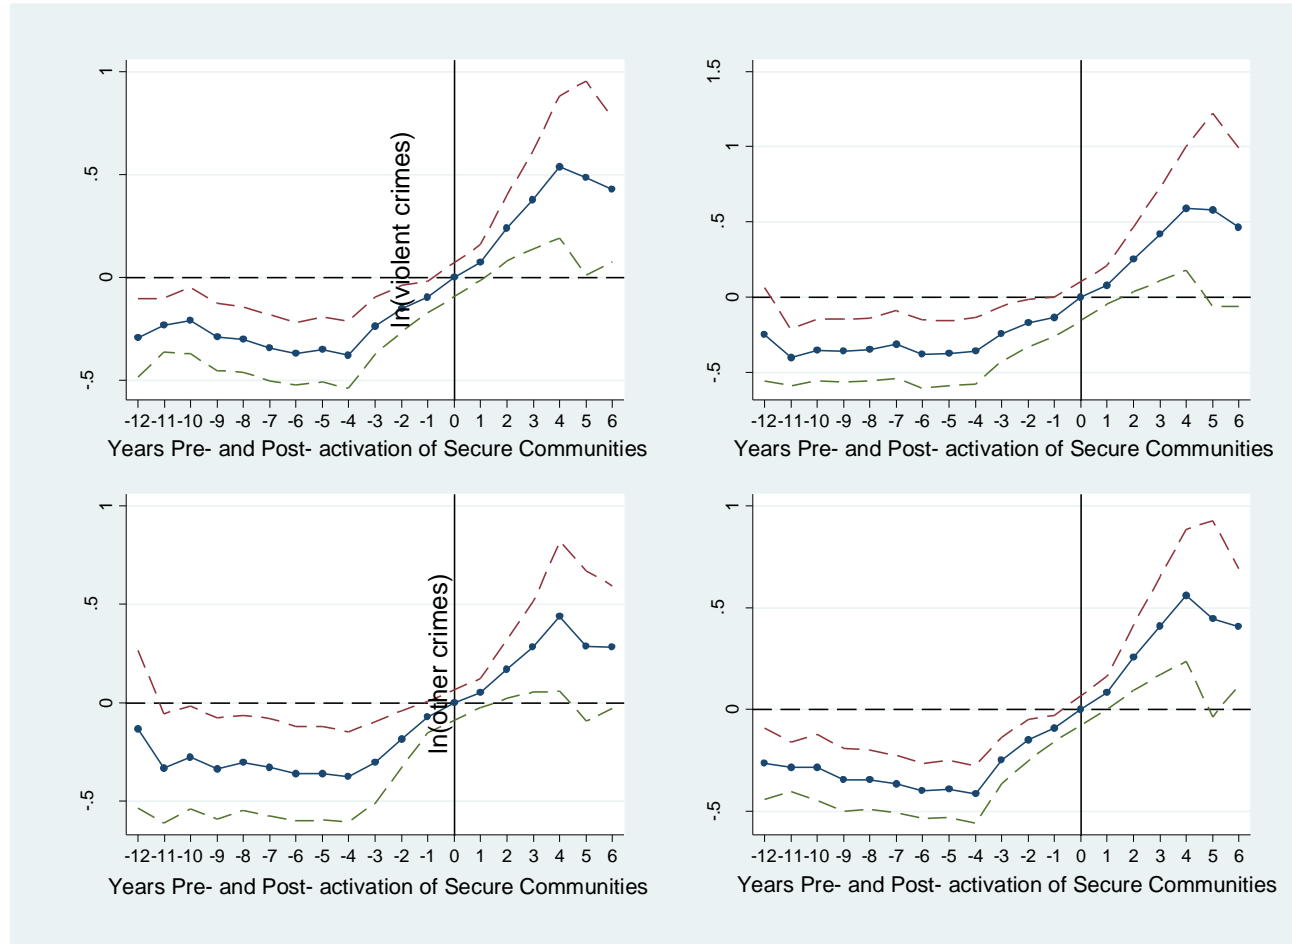 1
.5
0
-.5
ln(violent crimes)
-12 -11 -10 -9 -8 -7 -6 -5 -4 -3 -2 -1 0 1 2 3 4 5 6
Years Pre- and Post- activation of Secure Communities
1.5
1
.5
0
-.5
-12 -11 -10 -9 -8 -7 -6 -5 -4 -3 -2 -1 0 1 2 3 4 5 6
Years Pre- and Post- activation of Secure Communities
1
.5
0
-.5
ln(other crimes)
-12 -11 -10 -9 -8 -7 -6 -5 -4 -3 -2 -1 0 1 2 3 4 5 6
Years Pre- and Post- activation of Secure Communities
1
.5
0
-.5
-12 -11 -10 -9 -8 -7 -6 -5 -4 -3 -2 -1 0 1 2 3 4 5 6
Years Pre- and Post- activation of Secure Communities